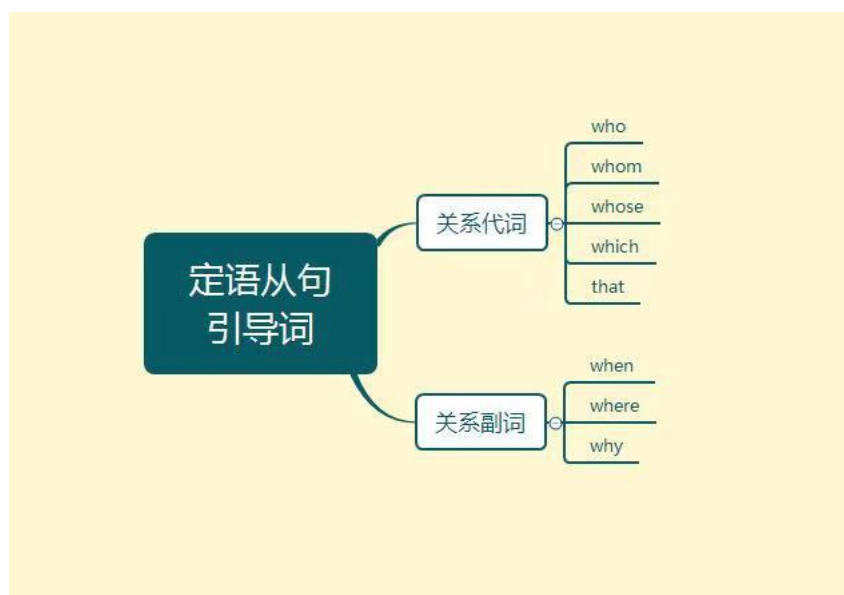 定语从句
引导词
关系代词
who
whom
whose
which
that
关系副词
when
where
why